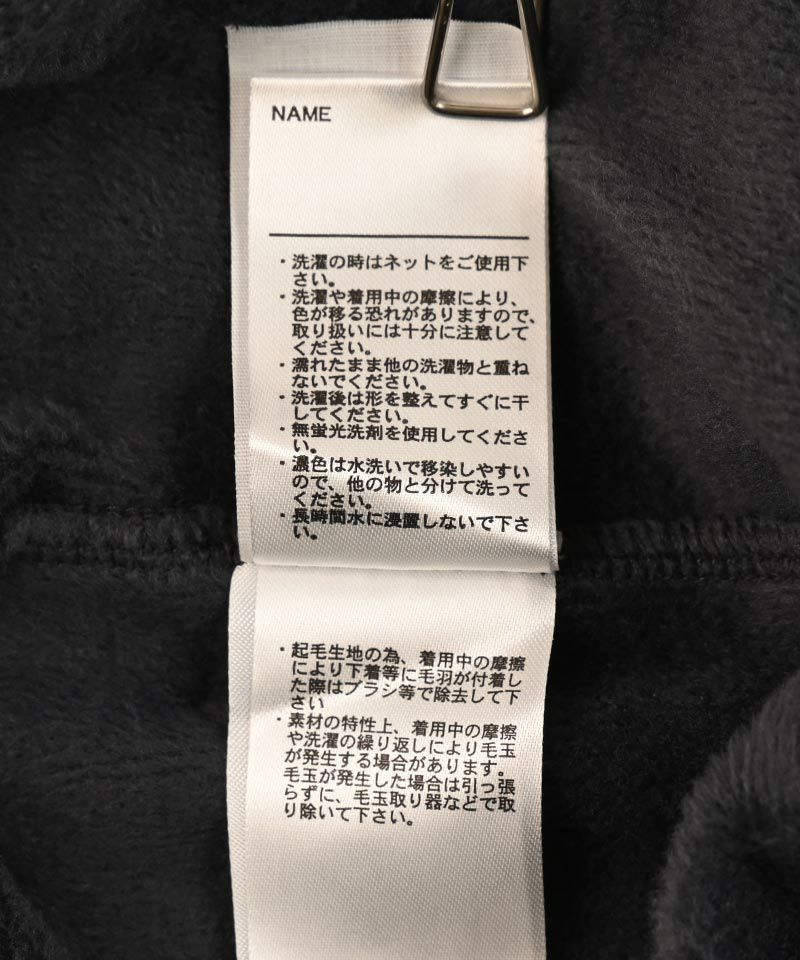 NAME
・洗濯の時はネットをご使用下
さい。
・洗濯や着用中の摩擦により、
色が移る恐れがありますので、
取り扱いには十分に注意して
ください。
・濡れたまま他の洗濯物と重ね
ないでください。
・洗濯後は形を整えてすぐに干
してください。
・無蛍光洗剤を使用してくださ
い。
・濃色は水洗いで移染しやすい
ので、他の物と分けて洗って
ください。
・長時間水に浸置しないで下さ
い。
・起毛生地の為、着用中の摩擦
により下着等に毛羽が付着し
た際はブラシ等で除去して下
さい
・素材の特性上、着用中の摩擦
や洗濯の繰り返しにより毛玉
が発生する場合があります。
毛玉が発生した場合は引っ張
らずに、毛玉取り器などで取
り除いて下さい。